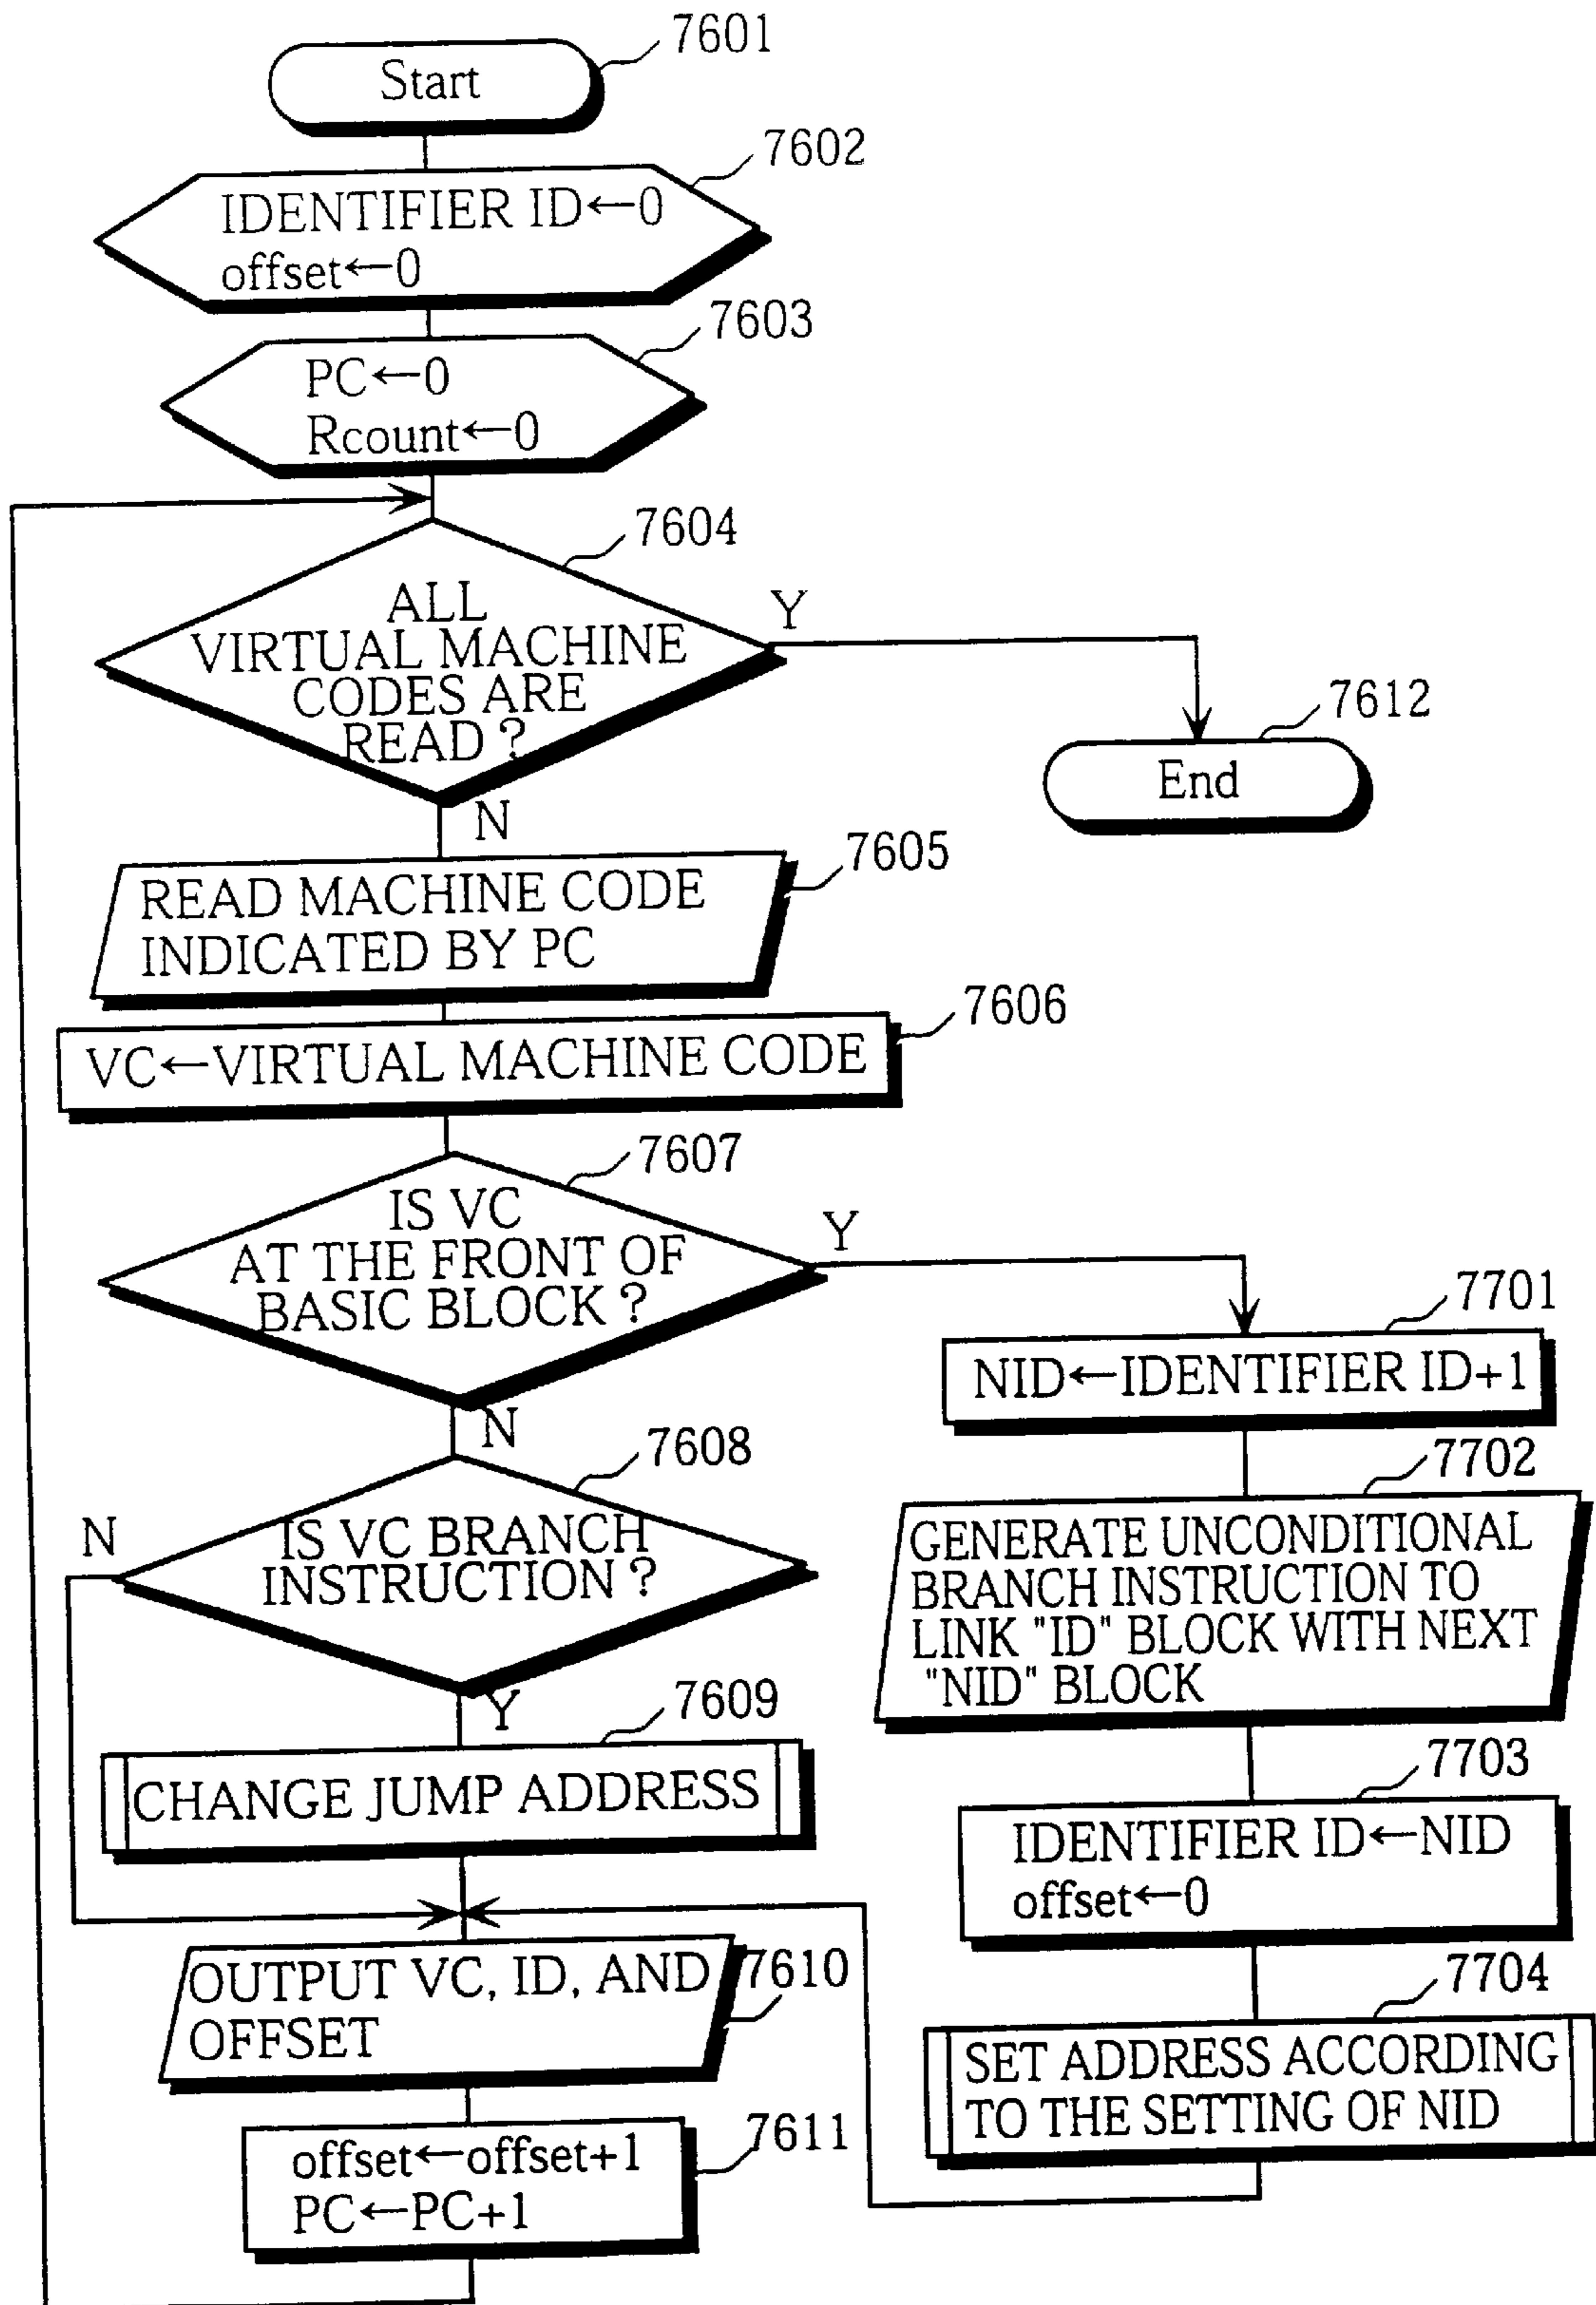 7601
Start
7602
IDENTIFIER ID←0
offset←0
7603
PC←0
Rcount←0
7604
ALL
VIRTUAL MACHINE
CODES ARE
READ ?
Y
N
7612
End
7605
READ MACHINE CODE
INDICATED BY PC
7606
VC←VIRTUAL MACHINE CODE
7607
IS VC
AT THE FRONT OF
BASIC BLOCK ?
Y
N
7701
NID←IDENTIFIER ID+1
7608
IS VC BRANCH
INSTRUCTION ?
N
Y
7702
GENERATE UNCONDITIONAL
BRANCH INSTRUCTION TO
LINK "ID" BLOCK WITH NEXT
"NID" BLOCK
7609
CHANGE JUMP ADDRESS
7703
IDENTIFIER ID←NID
offset←0
7610
OUTPUT VC, ID, AND
OFFSET
7704
SET ADDRESS ACCORDING
TO THE SETTING OF NID
7611
offset←offset+1
PC←PC+1